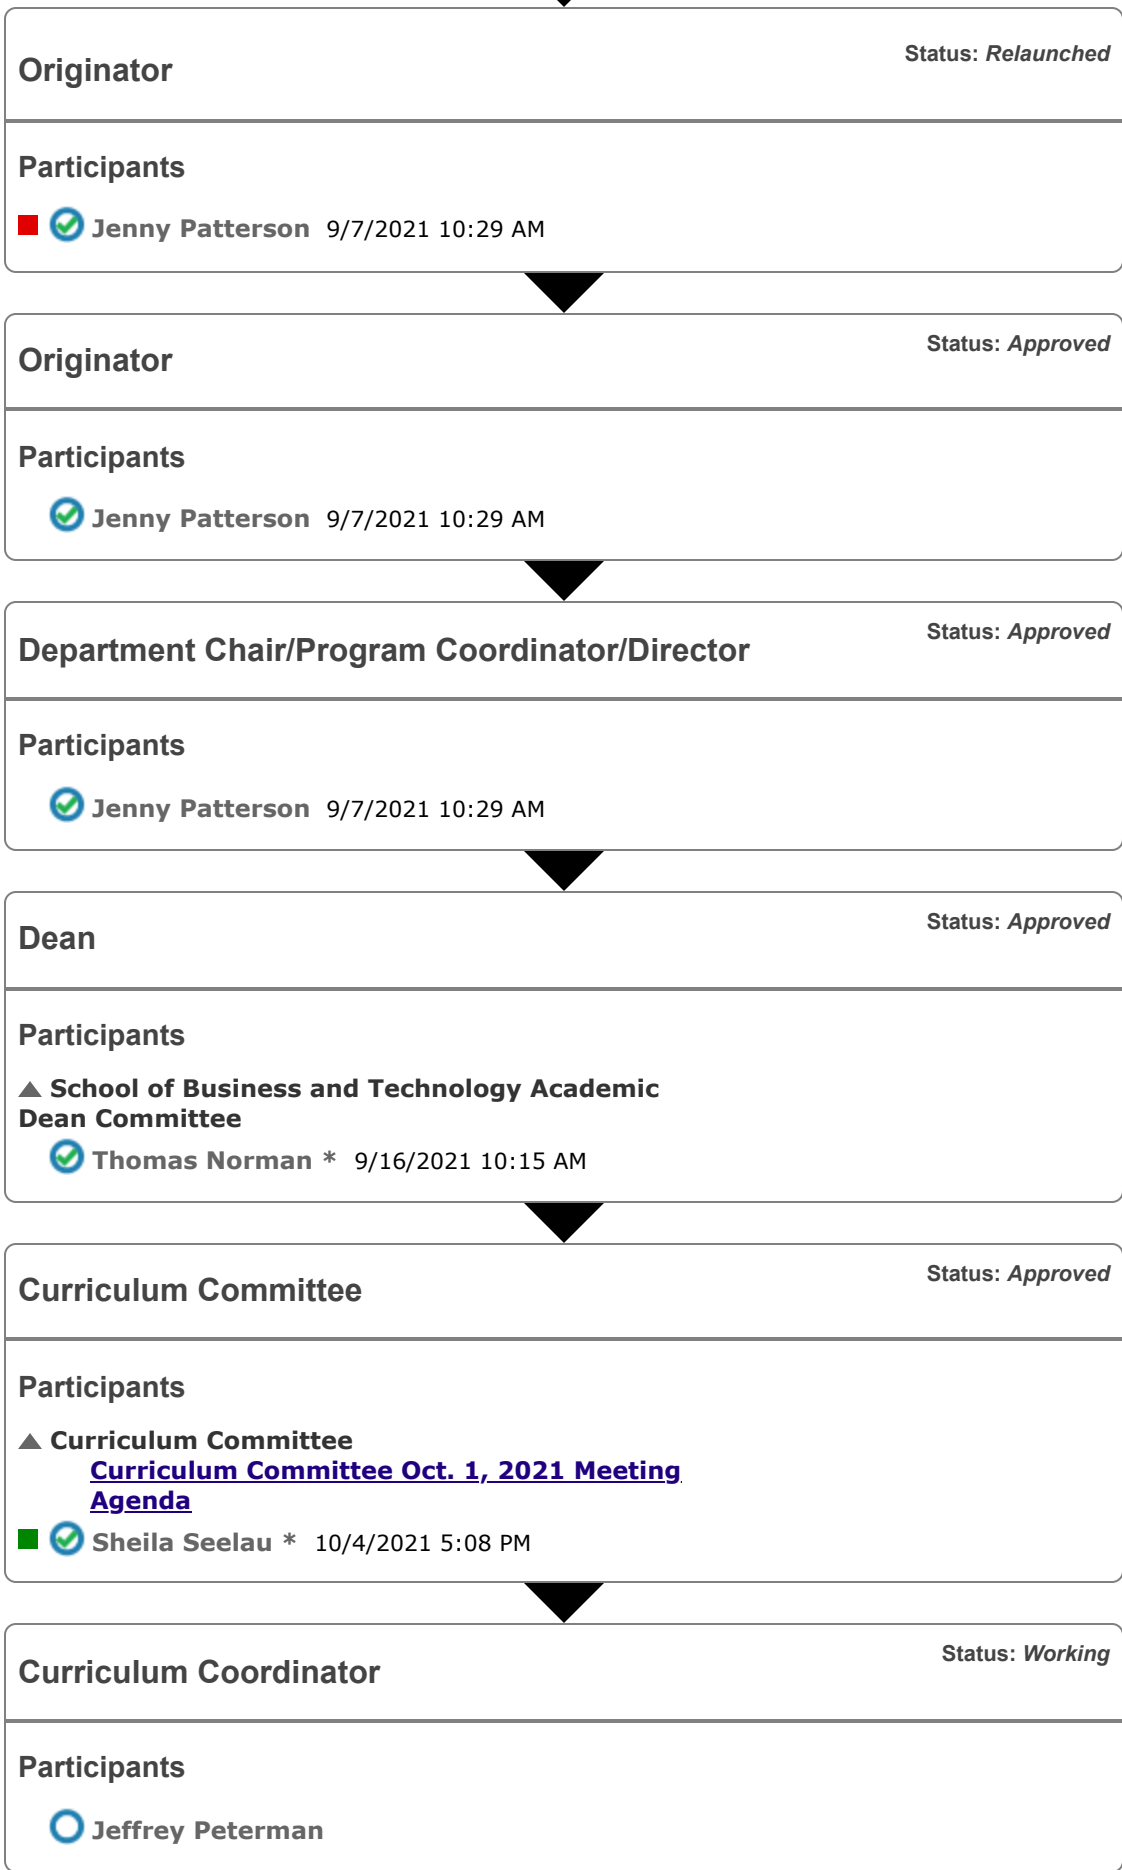 Originator
Status: Relaunched
Participants
Jenny Patterson 9/7/2021 10:29 AM
Originator
Status: Approved
Participants
Jenny Patterson 9/7/2021 10:29 AM
Department Chair/Program Coordinator/Director
Status: Approved
Participants
Jenny Patterson 9/7/2021 10:29 AM
Dean
Status: Approved
Participants
School of Business and Technology Academic
Dean Committee
Thomas Norman * 9/16/2021 10:15 AM
Curriculum Committee
Status: Approved
Participants
Curriculum Committee
Curriculum Committee Oct. 1, 2021 Meeting
Agenda
Sheila Seelau * 10/4/2021 5:08 PM
Curriculum Coordinator
Status: Working
Participants
Jeffrey Peterman